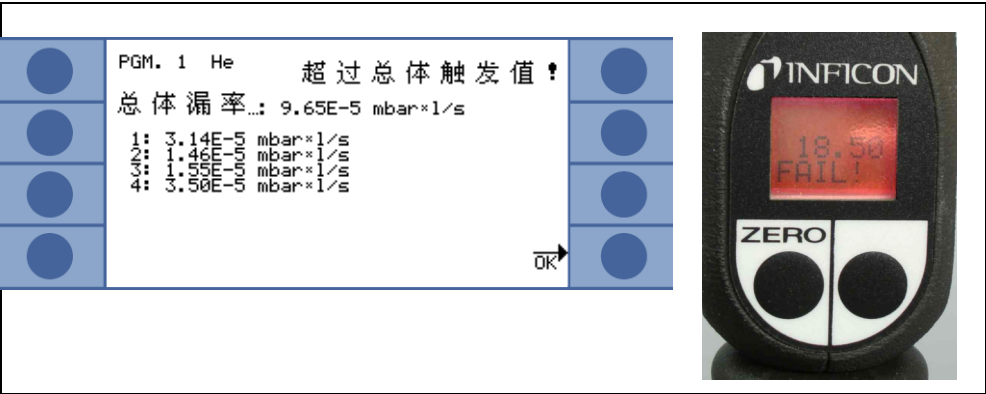 PGM. 1 He
超过总体触发值!
总体漏率…: 9.65E-5 mbar×l/s
1: 3.14E-5 mbar×l/s
2: 1.46E-5 mbar×l/s
3: 1.55E-5 mbar×l/s
4: 3.50E-5 mbar×l/s
OK
INFICON
18.50
FAIL!
ZERO